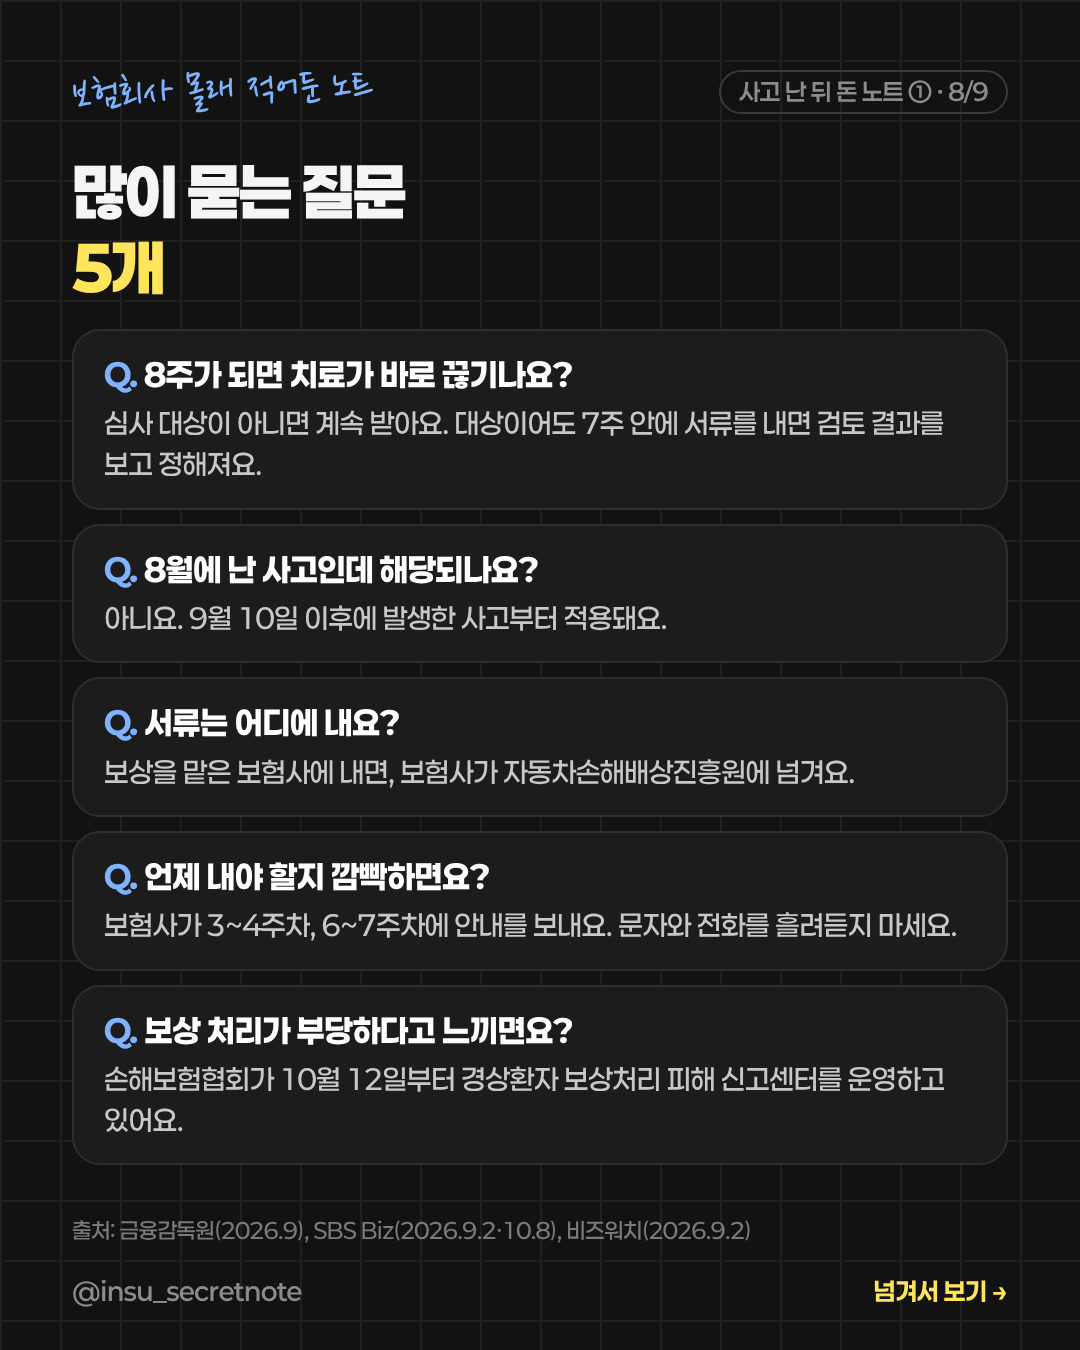 보험회사 몰래 적어둔 노트
사고 난 뒤 돈 노트 ① · 8/9
많이 묻는 질문
5개
Q. 8주가 되면 치료가 바로 끊기나요?
심사 대상이 아니면 계속 받아요. 대상이어도 7주 안에 서류를 내면 검토 결과를
보고 정해져요.
Q. 8월에 난 사고인데 해당되나요?
아니요. 9월 10일 이후에 발생한 사고부터 적용돼요.
Q. 서류는 어디에 내요?
보상을 맡은 보험사에 내면, 보험사가 자동차손해배상진흥원에 넘겨요.
Q. 언제 내야 할지 깜빡하면요?
보험사가 3~4주차, 6~7주차에 안내를 보내요. 문자와 전화를 흘려듣지 마세요.
Q. 보상 처리가 부당하다고 느끼면요?
손해보험협회가 10월 12일부터 경상환자 보상처리 피해 신고센터를 운영하고
있어요.
출처: 금융감독원(2026.9), SBS Biz(2026.9.2·10.8), 비즈워치(2026.9.2)
@insu_secretnote
넘겨서 보기 →